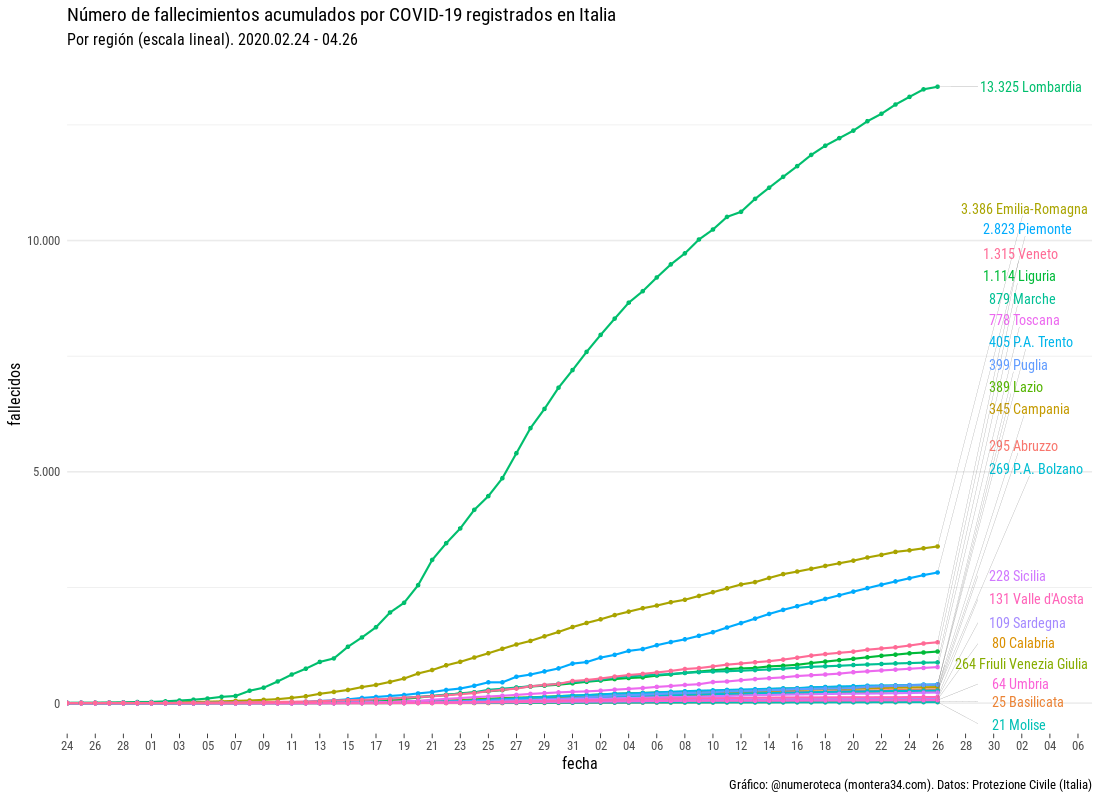 Número de fallecimientos acumulados por COVID-19 registrados en Italia
Por región (escala lineal). 2020.02.24 - 04.26
13.325 Lombardia
3.386 Emilia-Romagna
2.823 Piemonte
1.315 Veneto
1.114 Liguria
879 Marche
778 Toscana
405 P.A. Trento
399 Puglia
389 Lazio
345 Campania
295 Abruzzo
269 P.A. Bolzano
228 Sicilia
131 Valle d'Aosta
109 Sardegna
80 Calabria
264 Friuli Venezia Giulia
64 Umbria
25 Basilicata
21 Molise
10.000
5.000
0
fallecidos
24 26 28 01 03 05 07 09 11 13 15 17 19 21 23 25 27 29 31 02 04 06 08 10 12 14 16 18 20 22 24 26 28 30 02 04 06
fecha
Gráfico: @numeroteca (montera34.com). Datos: Protezione Civile (Italia)